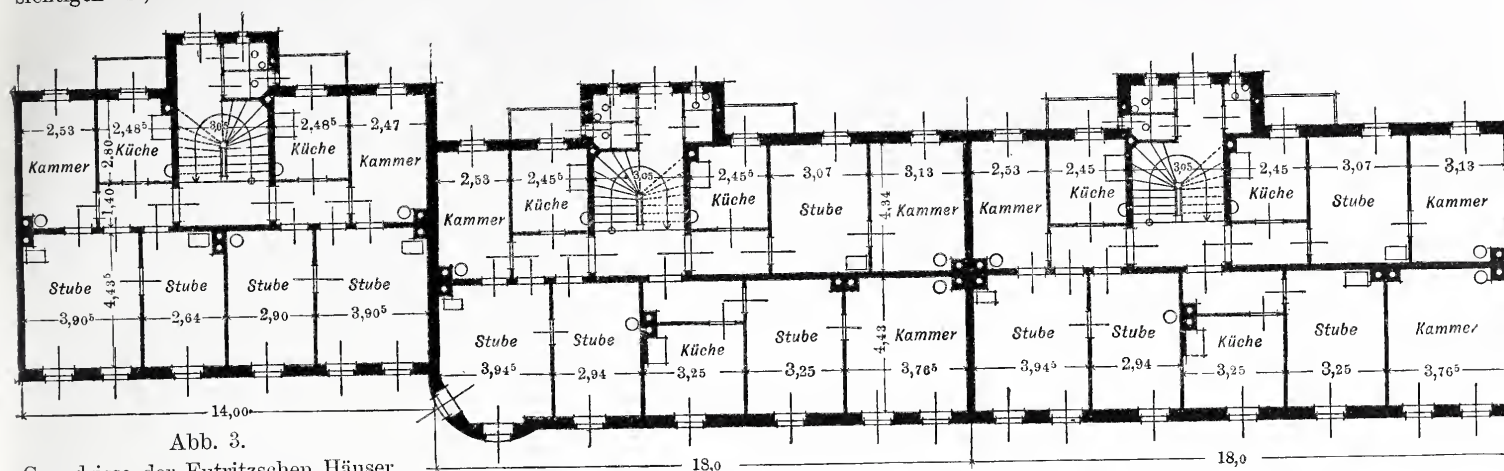 2,53
2,48⁵
3,05
2,48⁵
2,47
Kammer
2,80
Küche
Küche
Kammer
1,40
Stube
4,43⁵
Stube
Stube
Stube
3,90⁵
2,64
2,90
3,90⁵
14,00
Abb. 3.
Grundrisse der Eutritzschen Häuser
2,53
2,45⁵
3,05
2,45⁵
3,07
3,13
Kammer
Küche
Küche
Stube
4,34
Kammer
Stube
Stube
Küche
Stube
4,43
Kammer
3,94⁵
2,94
3,25
3,25
3,76⁵
18,0
2,53
2,45
3,05
2,45
3,07
3,13
Kammer
Küche
Küche
Stube
Kammer
Stube
Stube
Küche
Stube
Kammer
3,94⁵
2,94
3,25
3,25
3,76⁵
18,0